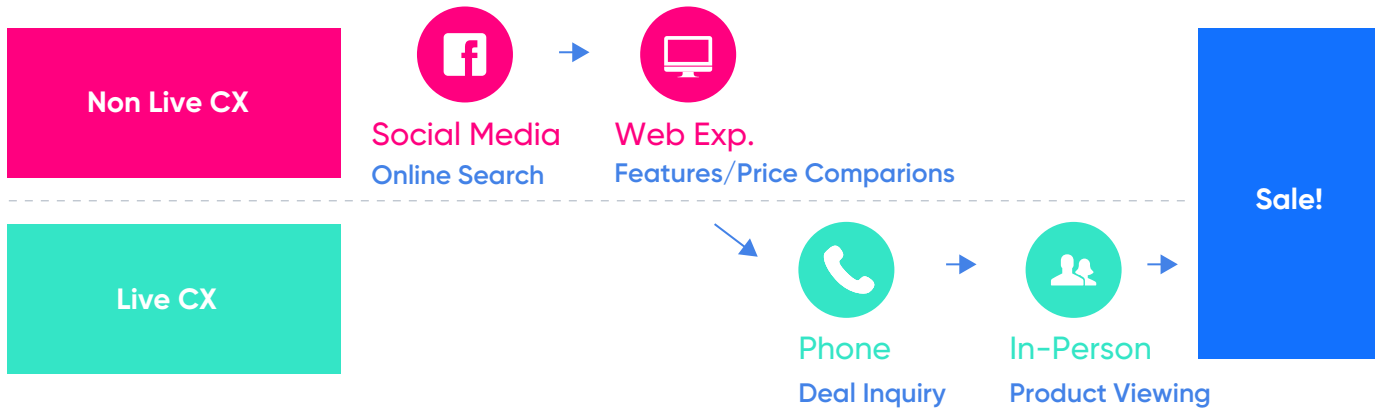 Non Live CX
Social Media
Online Search
Web Exp.
Features/Price Comparions
Sale!
Live CX
Phone
Deal Inquiry
In-Person
Product Viewing